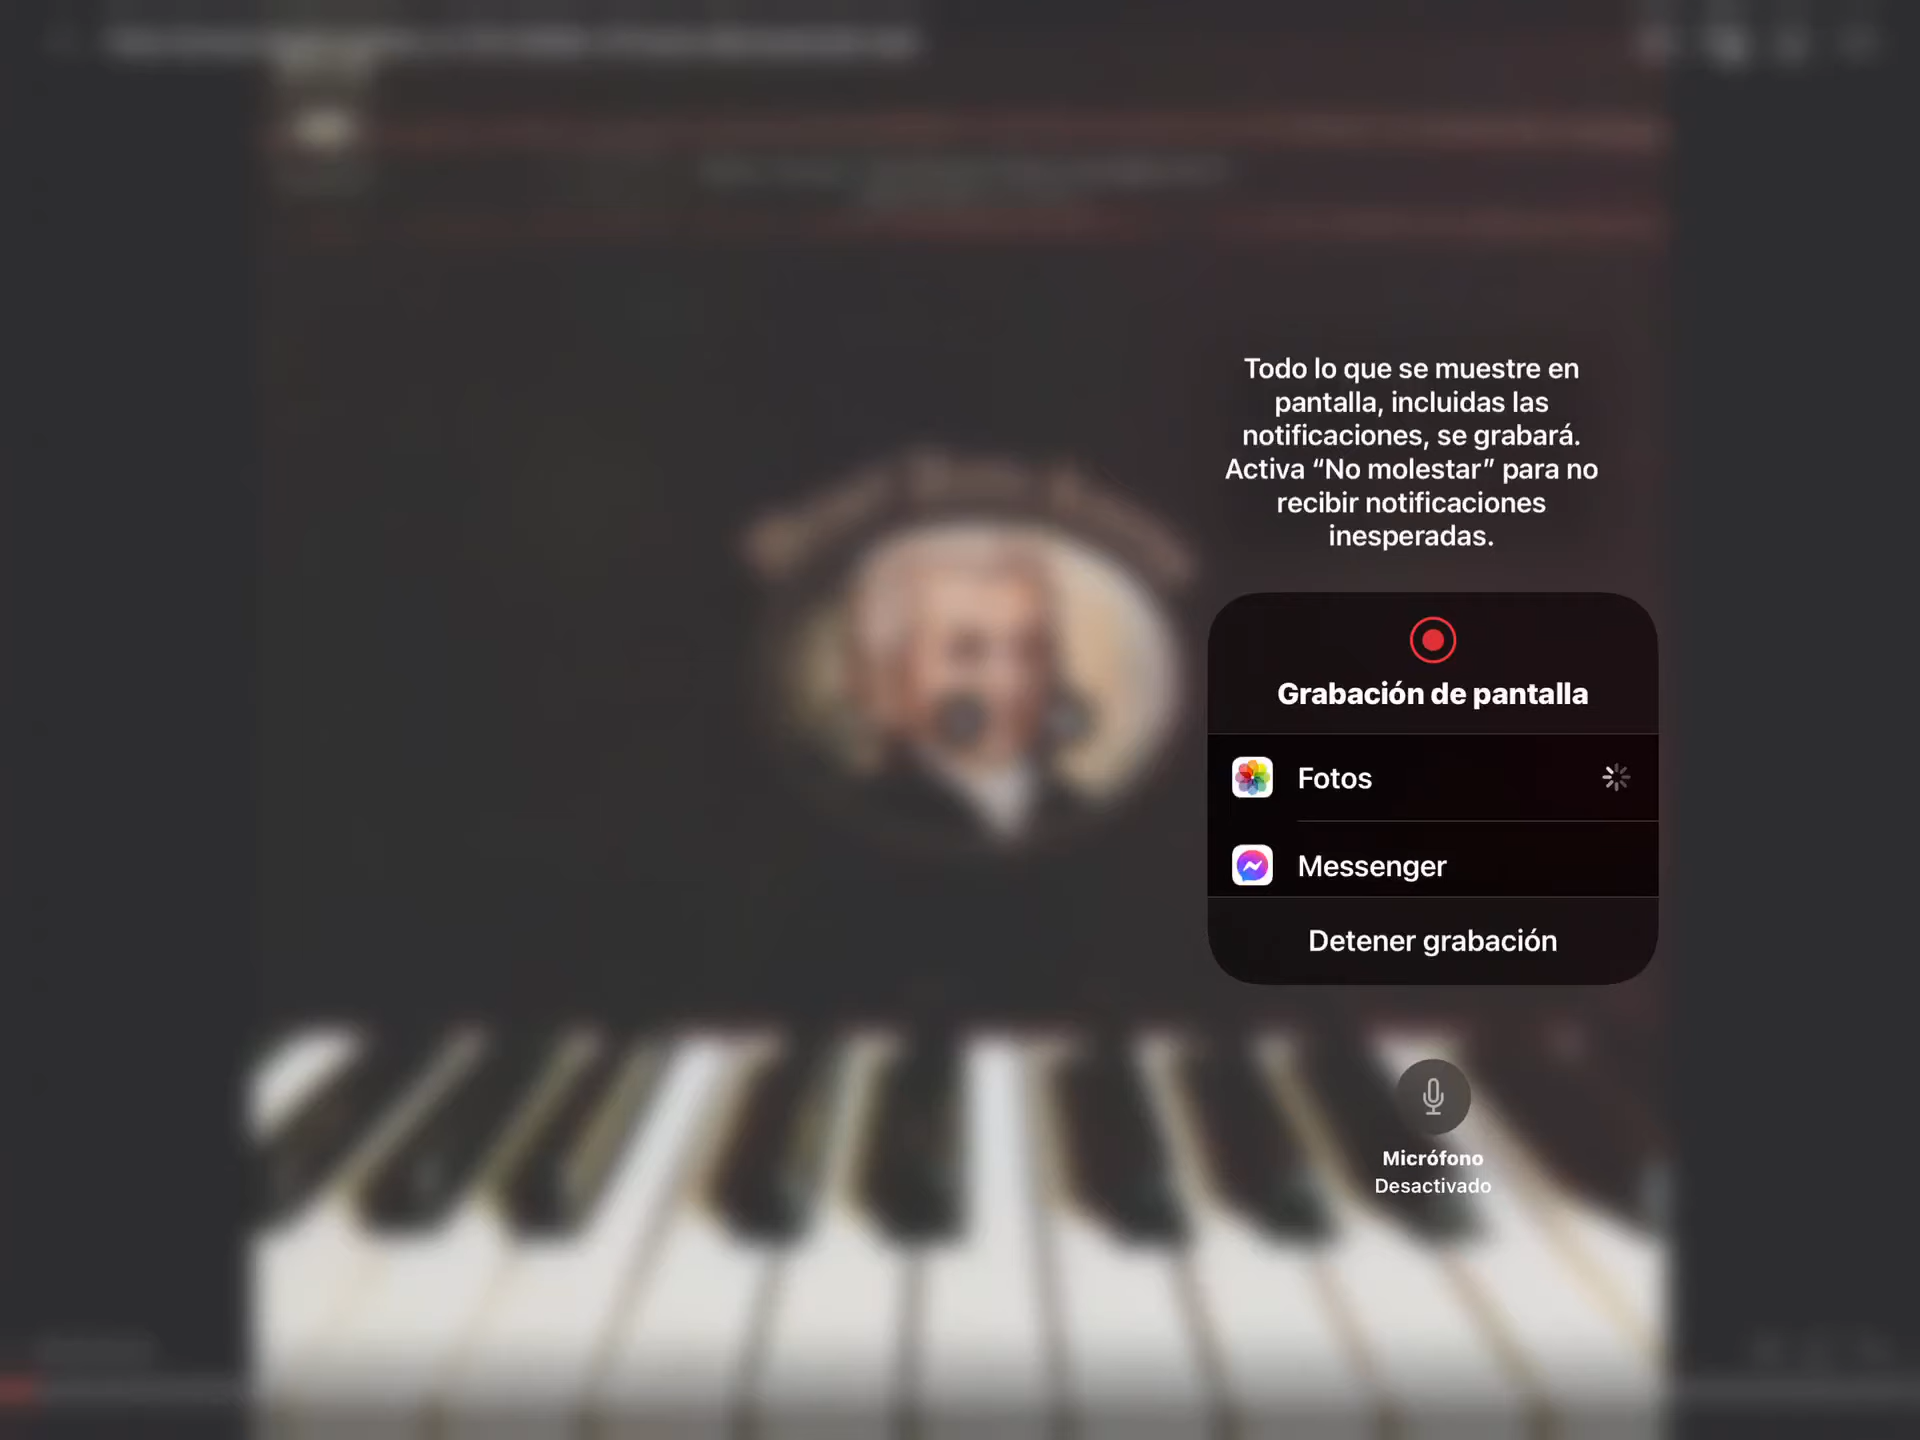 Todo lo que se muestre en
pantalla, incluidas las
notificaciones, se grabará.
Activa “No molestar” para no
recibir notificaciones
inesperadas.
Grabación de pantalla
Fotos
Messenger
Detener grabación
Micrófono
Desactivado